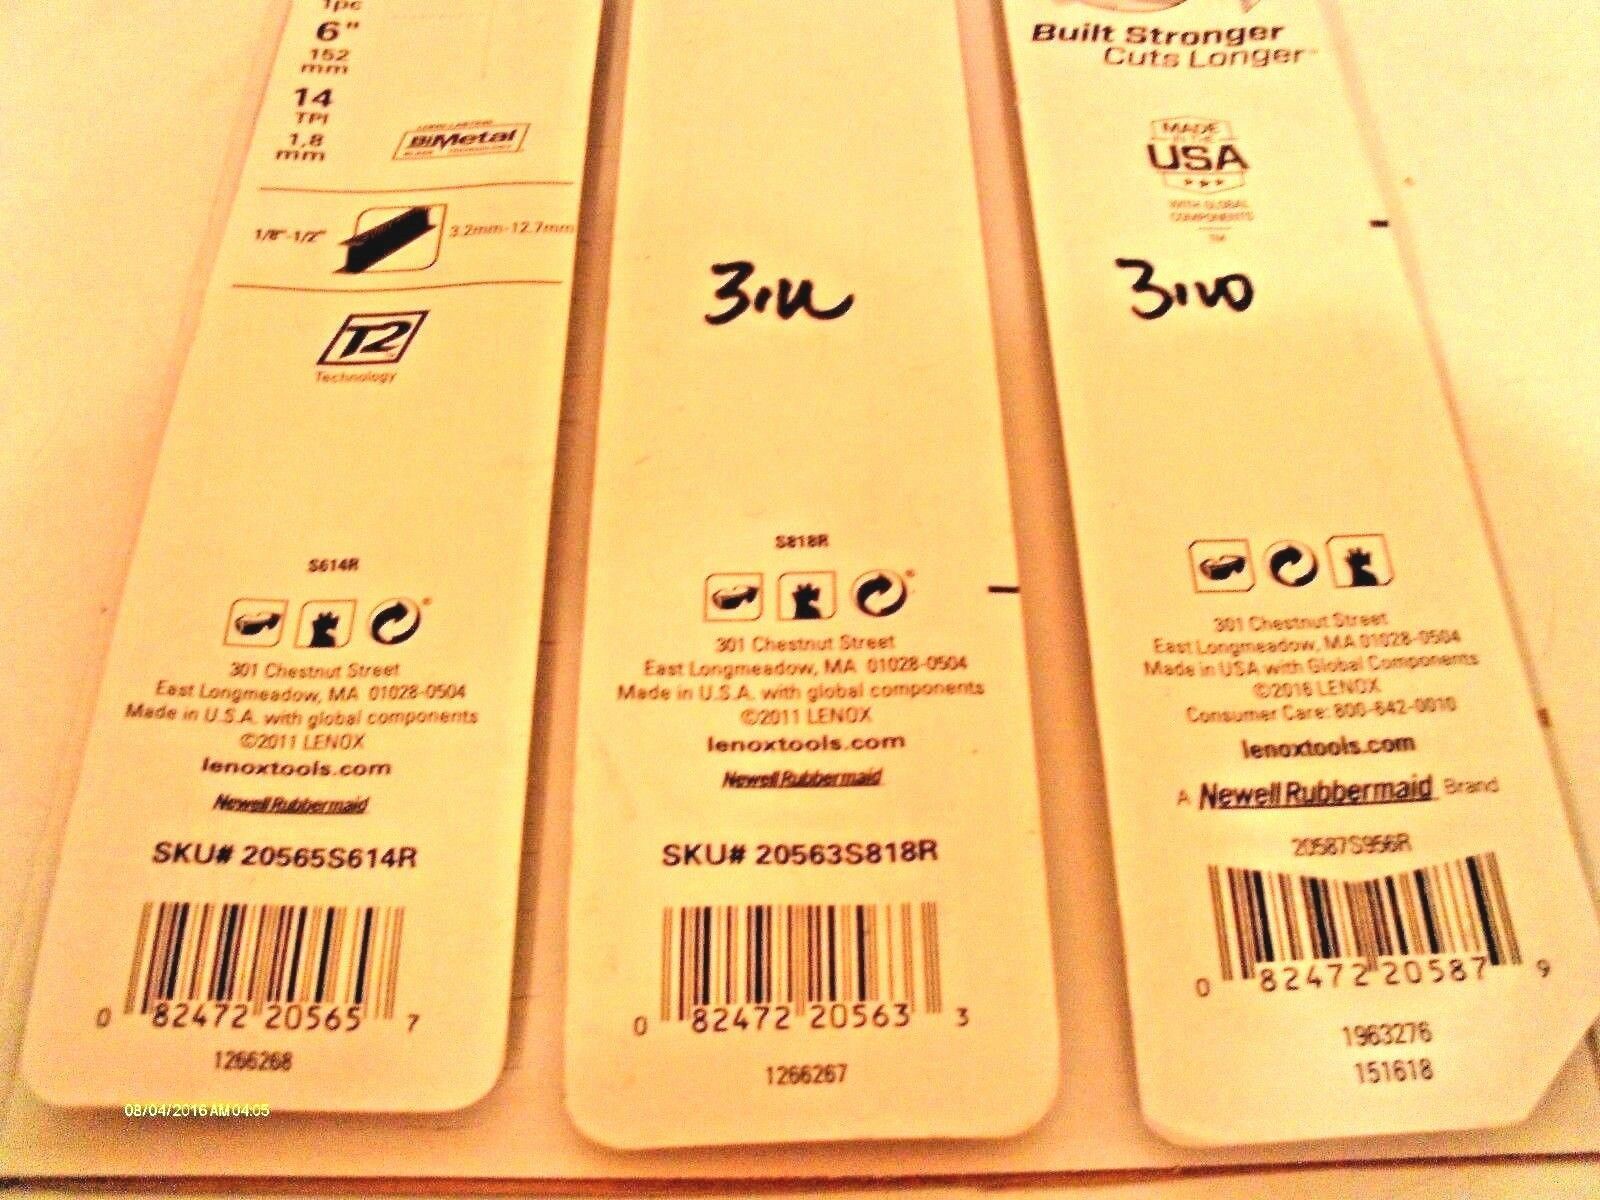 1pc
6"
152
mm
14
TPI
1.8
mm
BiMetal
1/8"-1/2"
3.2mm-12.7mm
T2
Technology
S614R
301 Chestnut Street
East Longmeadow, MA 01028-0504
Made in U.S.A. with global components
©2011 LENOX
lenoxtools.com
Newell Rubbermaid
SKU# 20565S614R
0 82472 20565 7
1266268
08/04/2016 AM 04:05
S818R
301 Chestnut Street
East Longmeadow, MA 01028-0504
Made in U.S.A. with global components
©2011 LENOX
lenoxtools.com
Newell Rubbermaid
SKU# 20563S818R
0 82472 20563 3
1266267
Built Stronger
Cuts Longer™
MADE
IN THE
USA
WITH GLOBAL
COMPONENTS
TM
301 Chestnut Street
East Longmeadow, MA 01028-0504
Made in USA with Global Components
©2016 LENOX
Consumer Care: 800-642-0010
lenoxtools.com
A Newell Rubbermaid Brand
20587S956R
0 82472 20587 9
1963276
151618